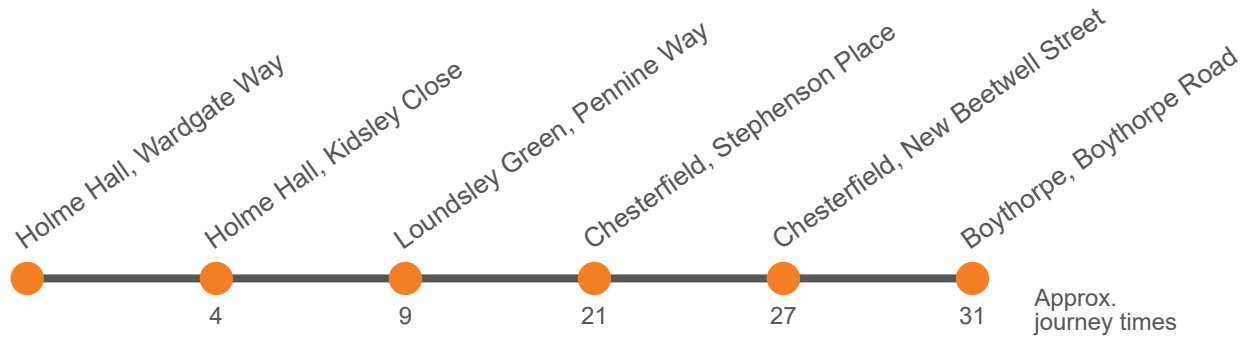 Holme Hall, Wardgate Way
Holme Hall, Kidsley Close
Loundsley Green, Pennine Way
Chesterfield, Stephenson Place
Chesterfield, New Beetwell Street
Boythorpe, Boythorpe Road
4
9
21
27
31
Approx.
journey times